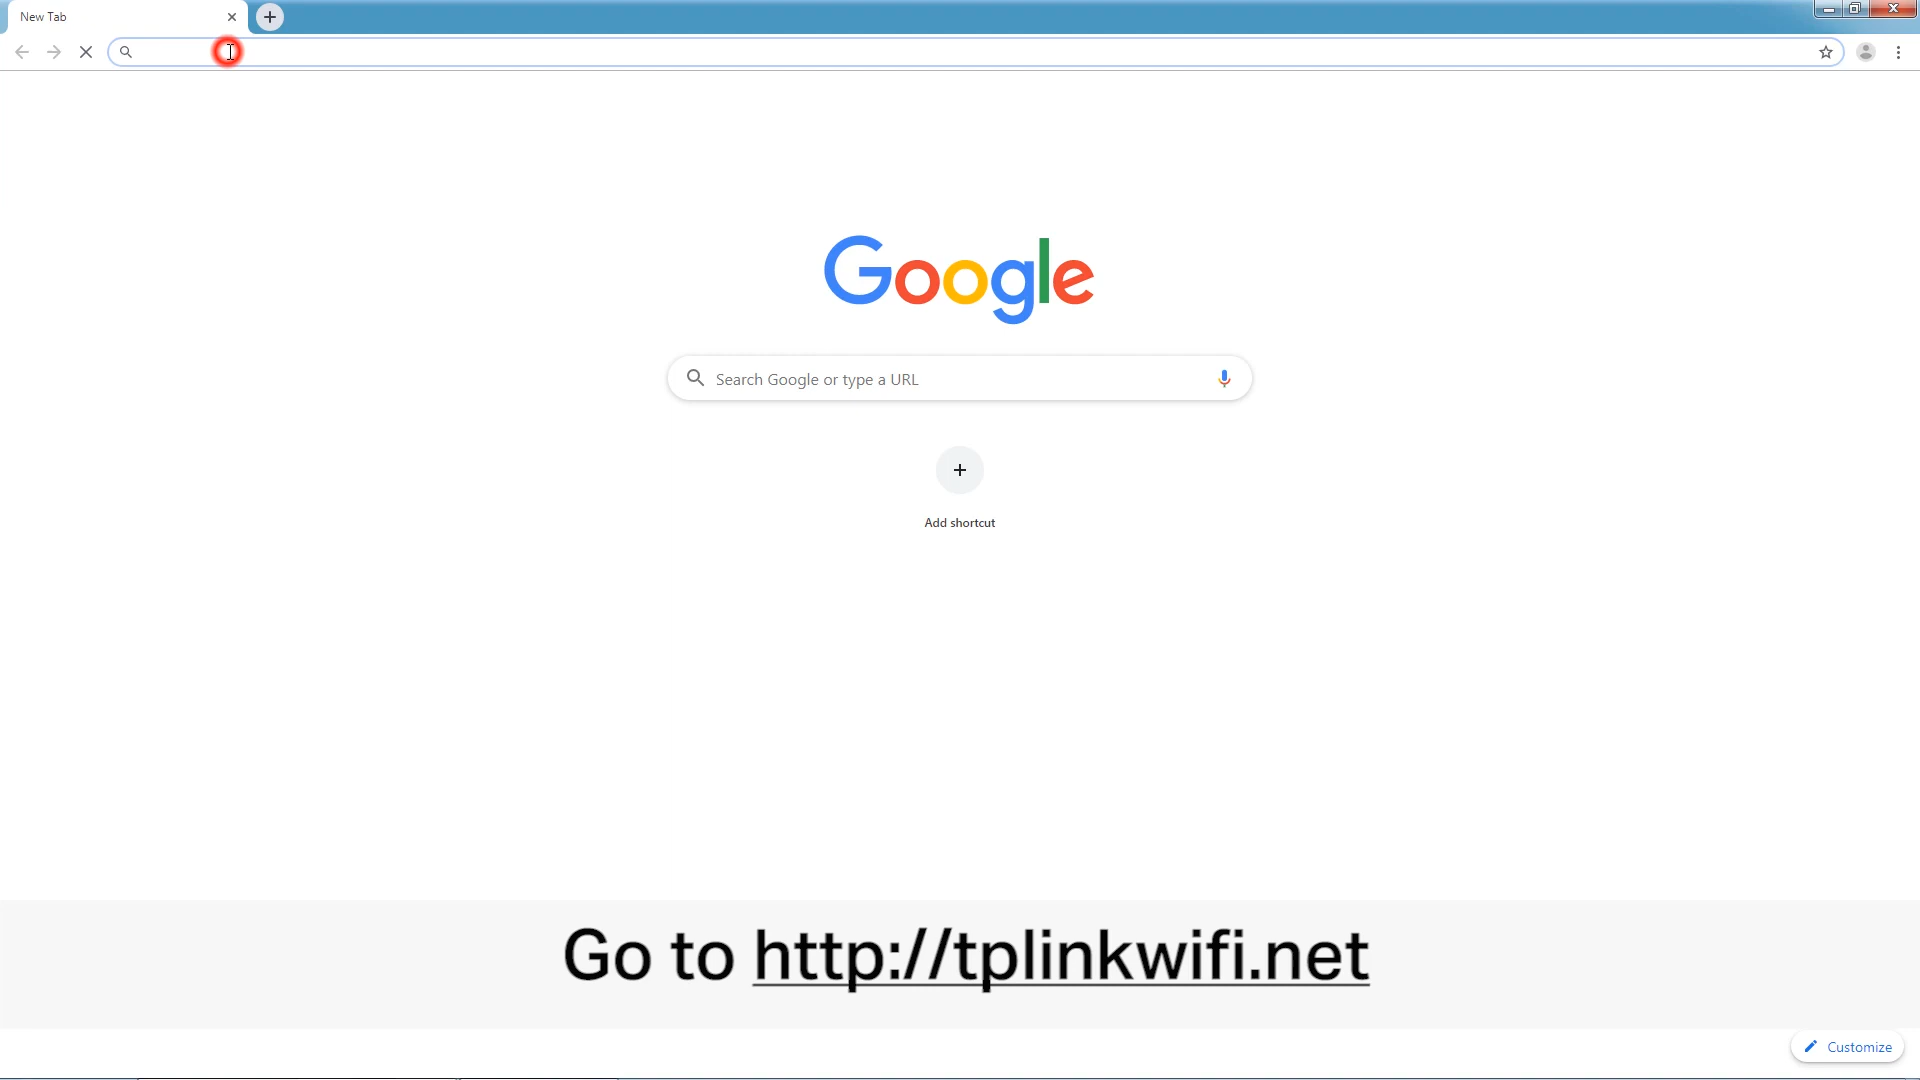 New Tab
Google
Search Google or type a URL
Add shortcut
Go to http://tplinkwifi.net
Customize